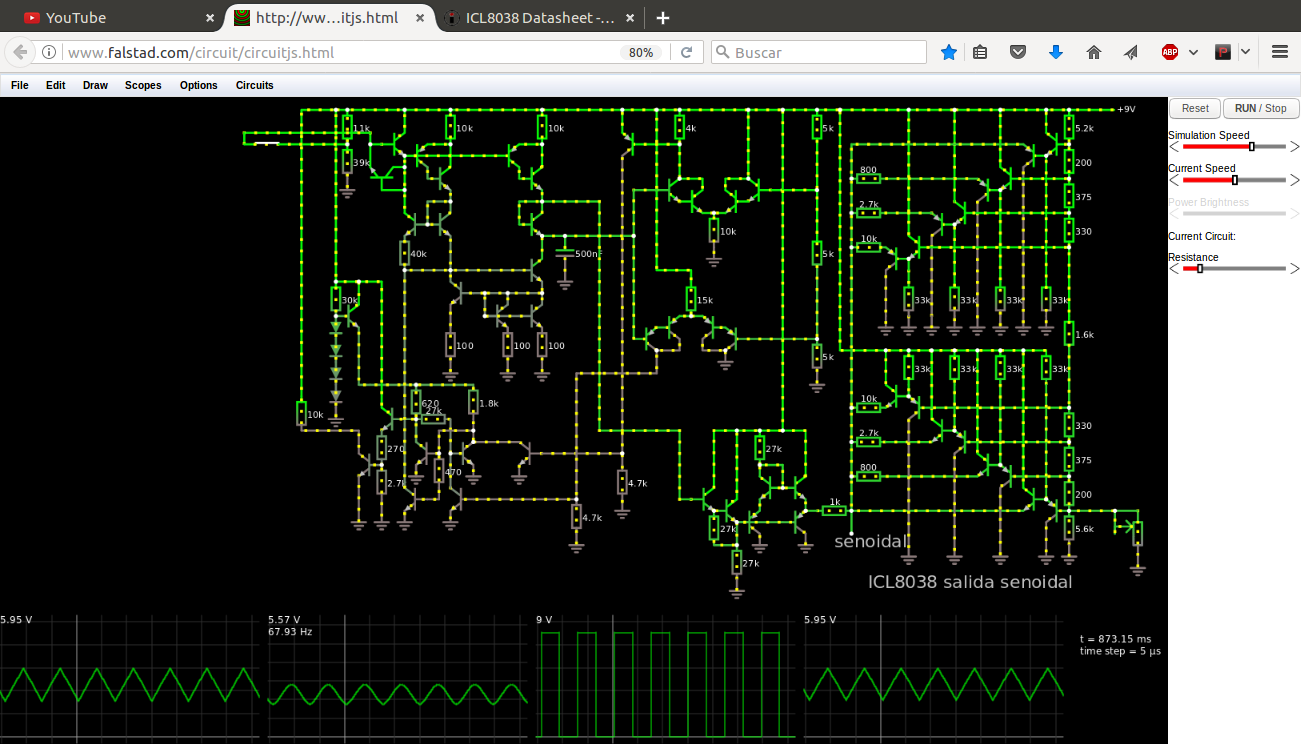 YouTube
http://ww…itjs.html
ICL8038 Datasheet -…
www.falstad.com/circuit/circuitjs.html
80%
Buscar
ABP
P
File Edit Draw Scopes Options Circuits
Reset
RUN / Stop
Simulation Speed
Current Speed
Power Brightness
Current Circuit:
Resistance
+9V
11k
10k
10k
4k
5k
5.2k
39k
800
200
2.7k
375
10k
330
10k
40k
500n
5k
30k
15k
33k
33k
33k
33k
1.6k
100
100
100
5k
33k
33k
33k
33k
10k
620
27k
1.8k
10k
330
2.7k
270
27k
375
470
800
2.7k
4.7k
200
4.7k
1k
27k
5.6k
senoidal
27k
ICL8038 salida senoidal
5.95 V
5.57 V
67.93 Hz
9 V
5.95 V
t = 873.15 ms
time step = 5 µs